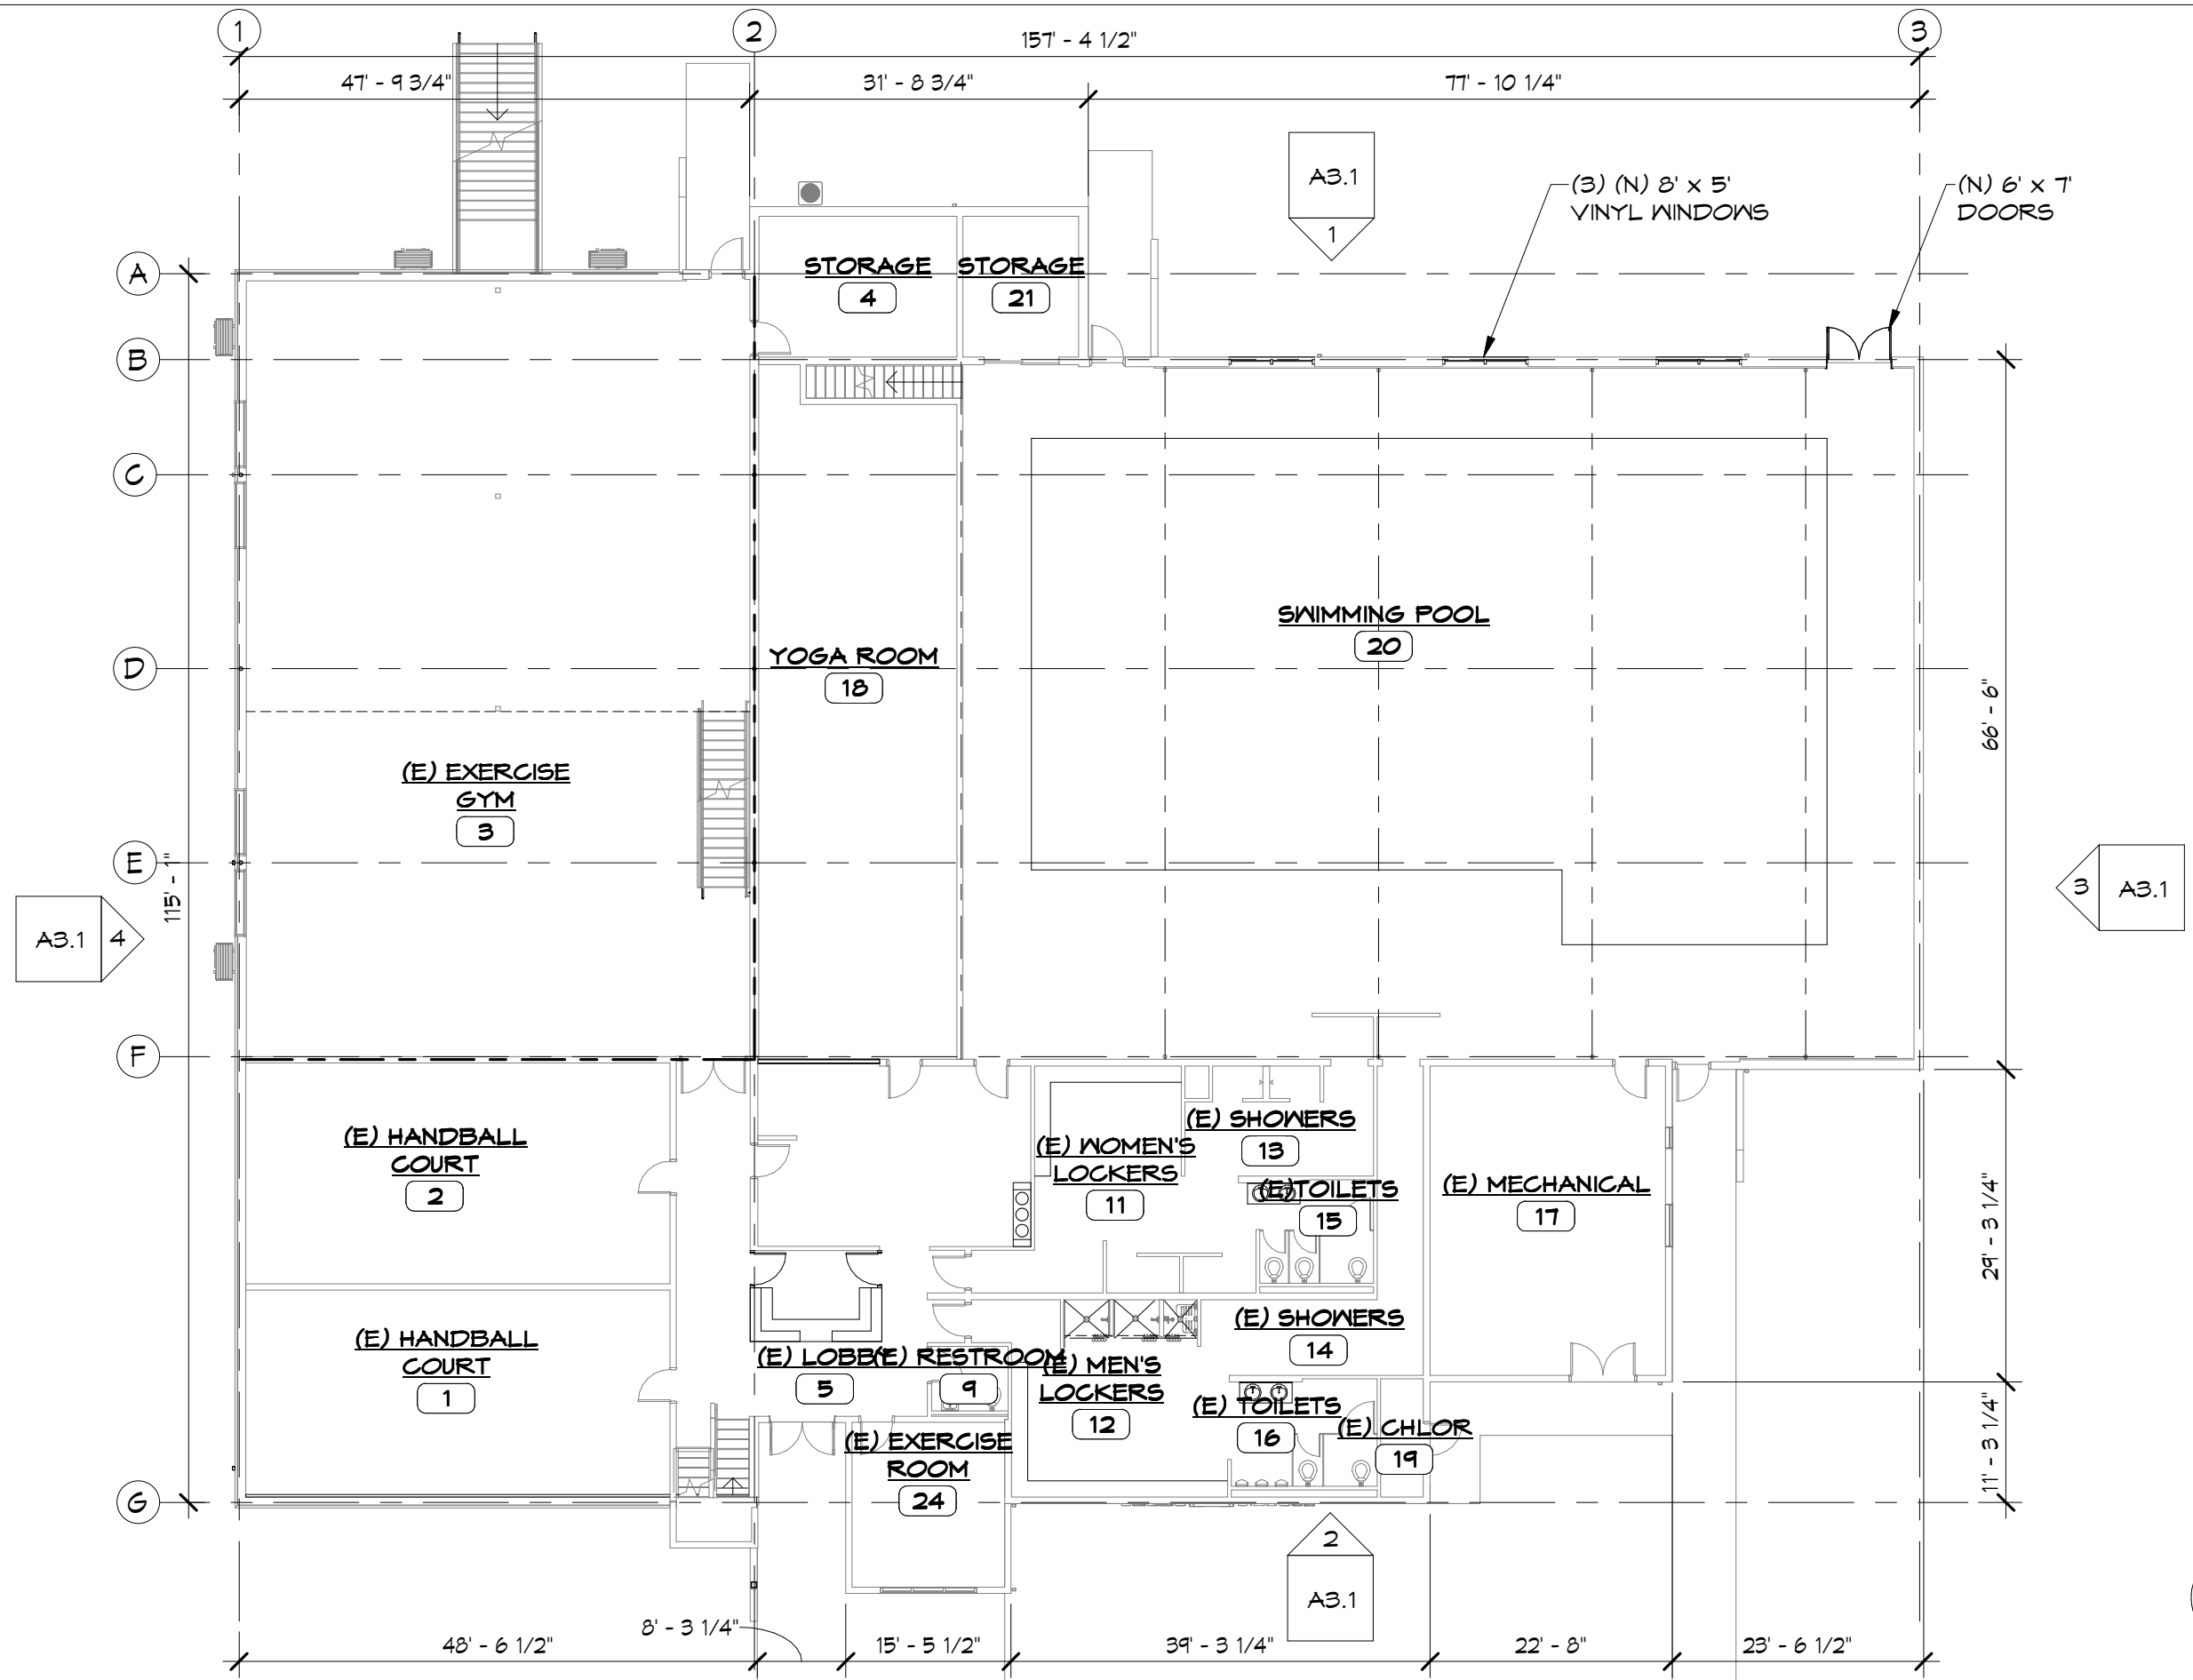 1
2
3
157' - 4 1/2"
47' - 9 3/4"
31' - 8 3/4"
77' - 10 1/4"
A3.1
1
(3) (N) 8' x 5'
VINYL WINDOWS
(N) 6' x 7'
DOORS
A
STORAGE
4
STORAGE
21
B
C
SWIMMING POOL
20
D
YOGA ROOM
18
66' - 6"
(E) EXERCISE
GYM
3
E
115' - 1"
A3.1
4
3
A3.1
F
(E) HANDBALL
COURT
2
(E) SHOWERS
13
(E) WOMEN'S
LOCKERS
11
(E)TOILETS
15
(E) MECHANICAL
17
29' - 3 1/4"
(E) HANDBALL
COURT
1
(E) SHOWERS
14
(E) LOBBY
5
(E) RESTROOM
9
(E) MEN'S
LOCKERS
12
(E) TOILETS
16
(E) CHLOR
19
11' - 3 1/4"
(E) EXERCISE
ROOM
24
G
2
A3.1
8' - 3 1/4"
48' - 6 1/2"
15' - 5 1/2"
39' - 3 1/4"
22' - 8"
23' - 6 1/2"